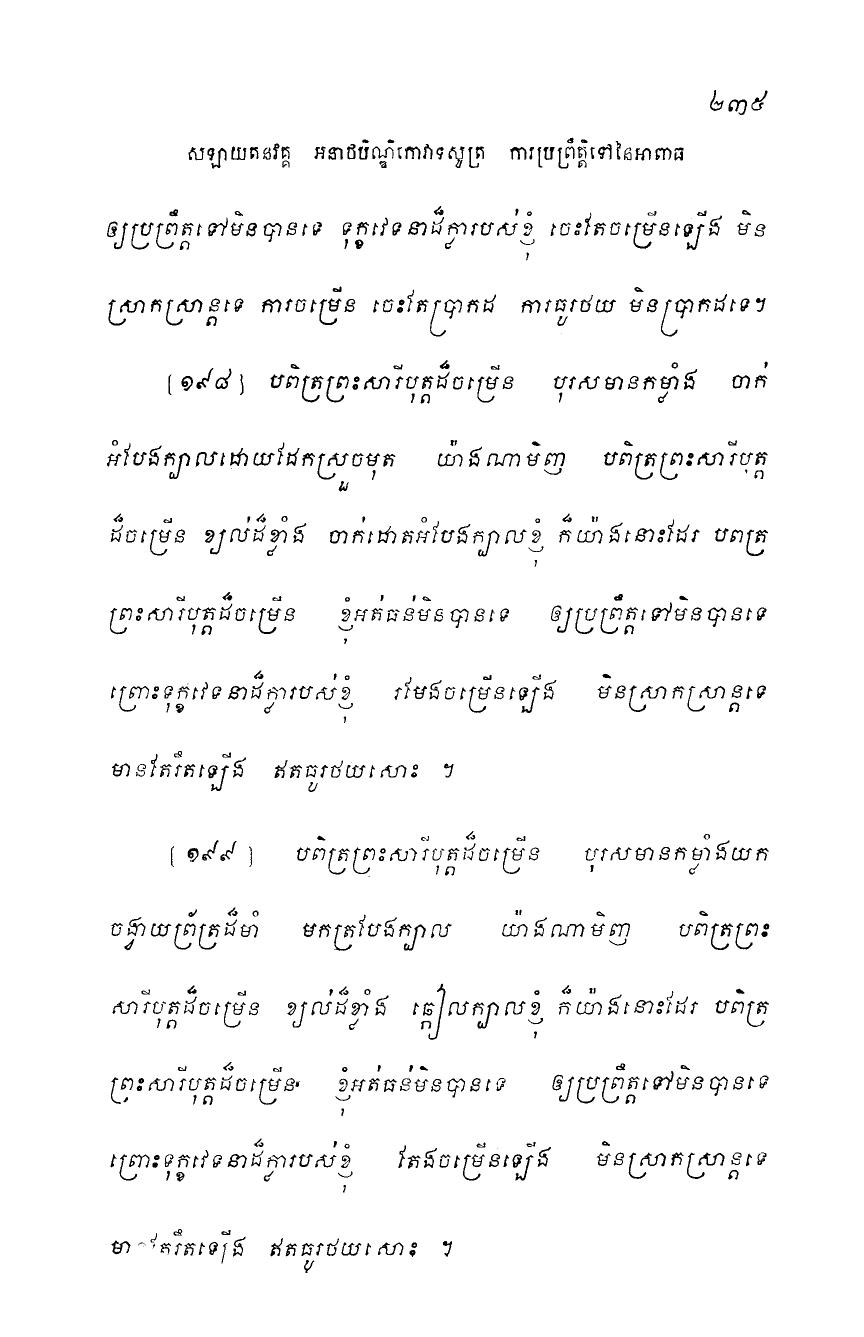 ២៣៥
សឡាយតនវគ្គ អនាថបិណ្ឌិកោវាទសូត្រ ការប្រព្រឹត្តិទៅនៃអាពាធ
ឲ្យប្រព្រឹត្តទៅមិនបានទេ ទុក្ខវេទនាដ៏ក្លារបស់ខ្ញុំ ចេះតែចម្រើនឡើង មិន
ស្រាកស្រាន្តទេ ការចម្រើន ចេះតែប្រាកដ ការធូរថយ មិនប្រាកដទេ។
[១៩៨] បពិត្រព្រះសារីបុត្តដ៏ចម្រើន បុរសមានកម្លាំង ចាក់
អំបែងក្បាលដោយដែកស្រួចមុត យ៉ាងណាមិញ បពិត្រព្រះសារីបុត្ត
ដ៏ចម្រើន ខ្យល់ដ៏ខ្លាំង ចាក់ដោតអំបែងក្បាលខ្ញុំ ក៏យ៉ាងនោះដែរ បពត្រ
ព្រះសារីបុត្តដ៏ចម្រើន ខ្ញុំអត់ធន់មិនបានទេ ឲ្យប្រព្រឹត្តទៅមិនបានទេ
ព្រោះទុក្ខវេទនាដ៏ក្លារបស់ខ្ញុំ រមែងចម្រើនឡើង មិនស្រាកស្រាន្តទេ
មានតែរឹតឡើង ឥតធូរថយសោះ ។
[១៩៩] បពិត្រព្រះសារីបុត្តដ៏ចម្រើន បុរសមានកម្លាំងយក
ចង្វាយព្រ័ត្រដ៏មាំ មកត្របែងក្បាល យ៉ាងណាមិញ បពិត្រព្រះ
សារីបុត្តដ៏ចម្រើន ខ្យល់ដ៏ខ្លាំង ឆ្តៀលក្បាលខ្ញុំ ក៏យ៉ាងនោះដែរ បពិត្រ
ព្រះសារីបុត្តដ៏ចម្រើន ខ្ញុំអត់ធន់មិនបានទេ ឲ្យប្រព្រឹត្តទៅមិនបានទេ
ព្រោះទុក្ខវេទនាដ៏ក្លារបស់ខ្ញុំ តែងចម្រើនឡើង មិនស្រាកស្រាន្តទេ
មានតែរឹតឡើង ឥតធូរថយសោះ ។